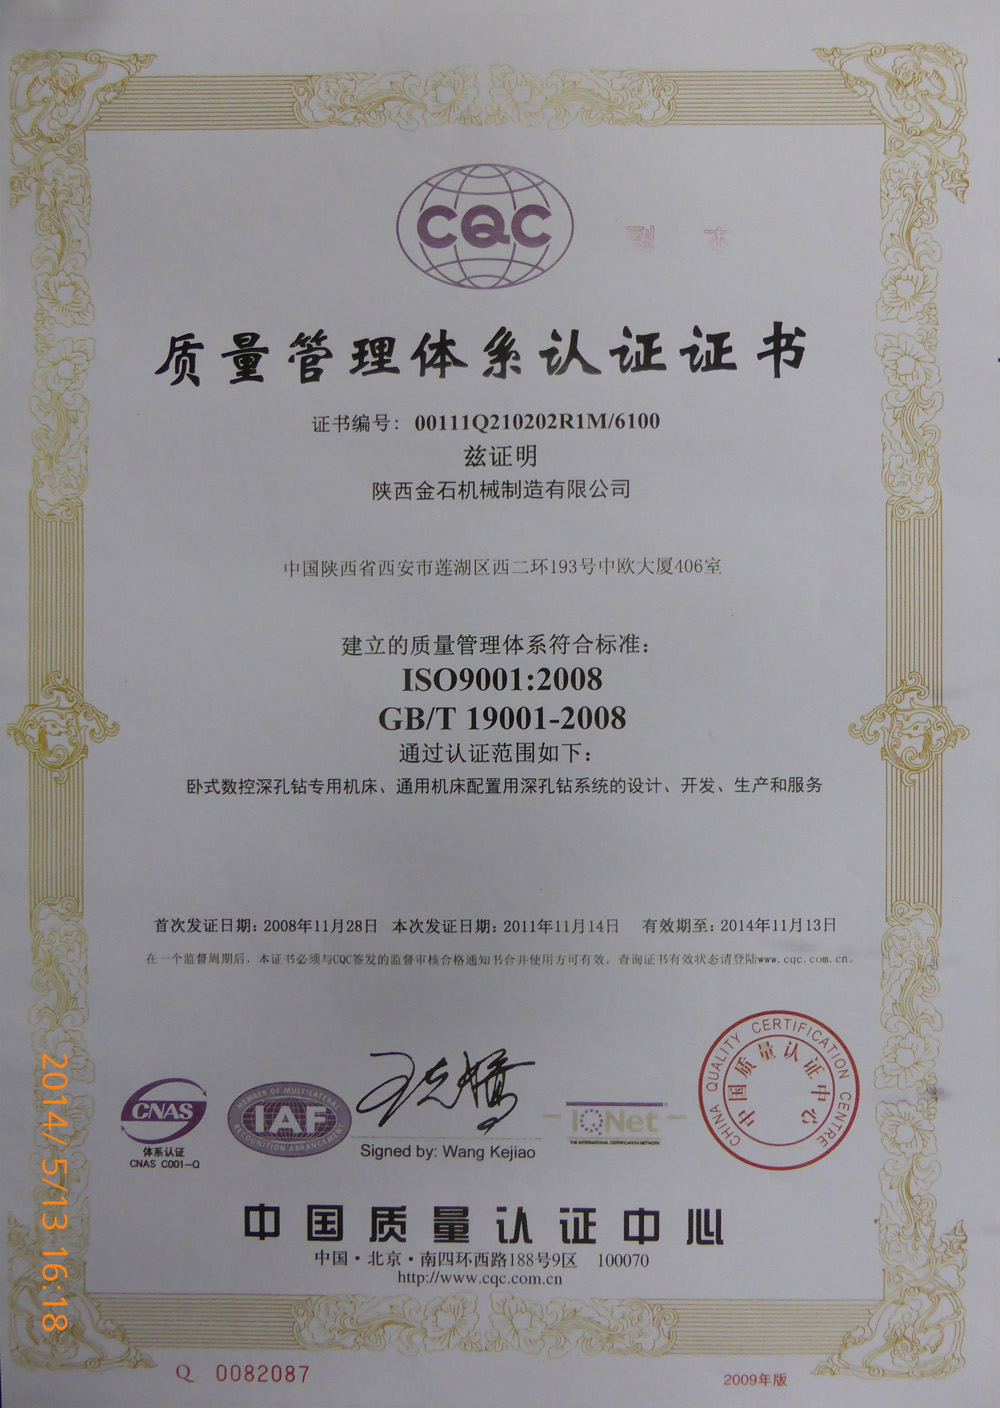 CQC
副 本
质量管理体系认证证书
证书编号：00111Q210202R1M/6100
兹证明
陕西金石机械制造有限公司
中国陕西省西安市莲湖区西二环193号中欧大厦406室
建立的质量管理体系符合标准：
ISO9001:2008
GB/T 19001-2008
通过认证范围如下：
卧式数控深孔钻专用机床、通用机床配置用深孔钻系统的设计、开发、生产和服务
首次发证日期：2008年11月28日 本次发证日期：2011年11月14日 有效期至：2014年11月13日
在一个监督周期后，本证书必须与CQC签发的监督审核合格通知书合并使用方可有效。查询证书有效状态请登陆www.cqc.com.cn。
CNAS
体系认证
CNAS C001-Q
MEMBER OF MULTILATERAL
IAF
RECOGNITION ARRANGEMENT
王克娇
Signed by: Wang Kejiao
IQNet
THE INTERNATIONAL CERTIFICATION NETWORK
CHINA QUALITY CERTIFICATION CENTRE
中国质量认证中心
中国质量认证中心
中国·北京·南四环西路188号9区 100070
http://www.cqc.com.cn
Q 0082087
2009年版
2014/ 5/13 16:18